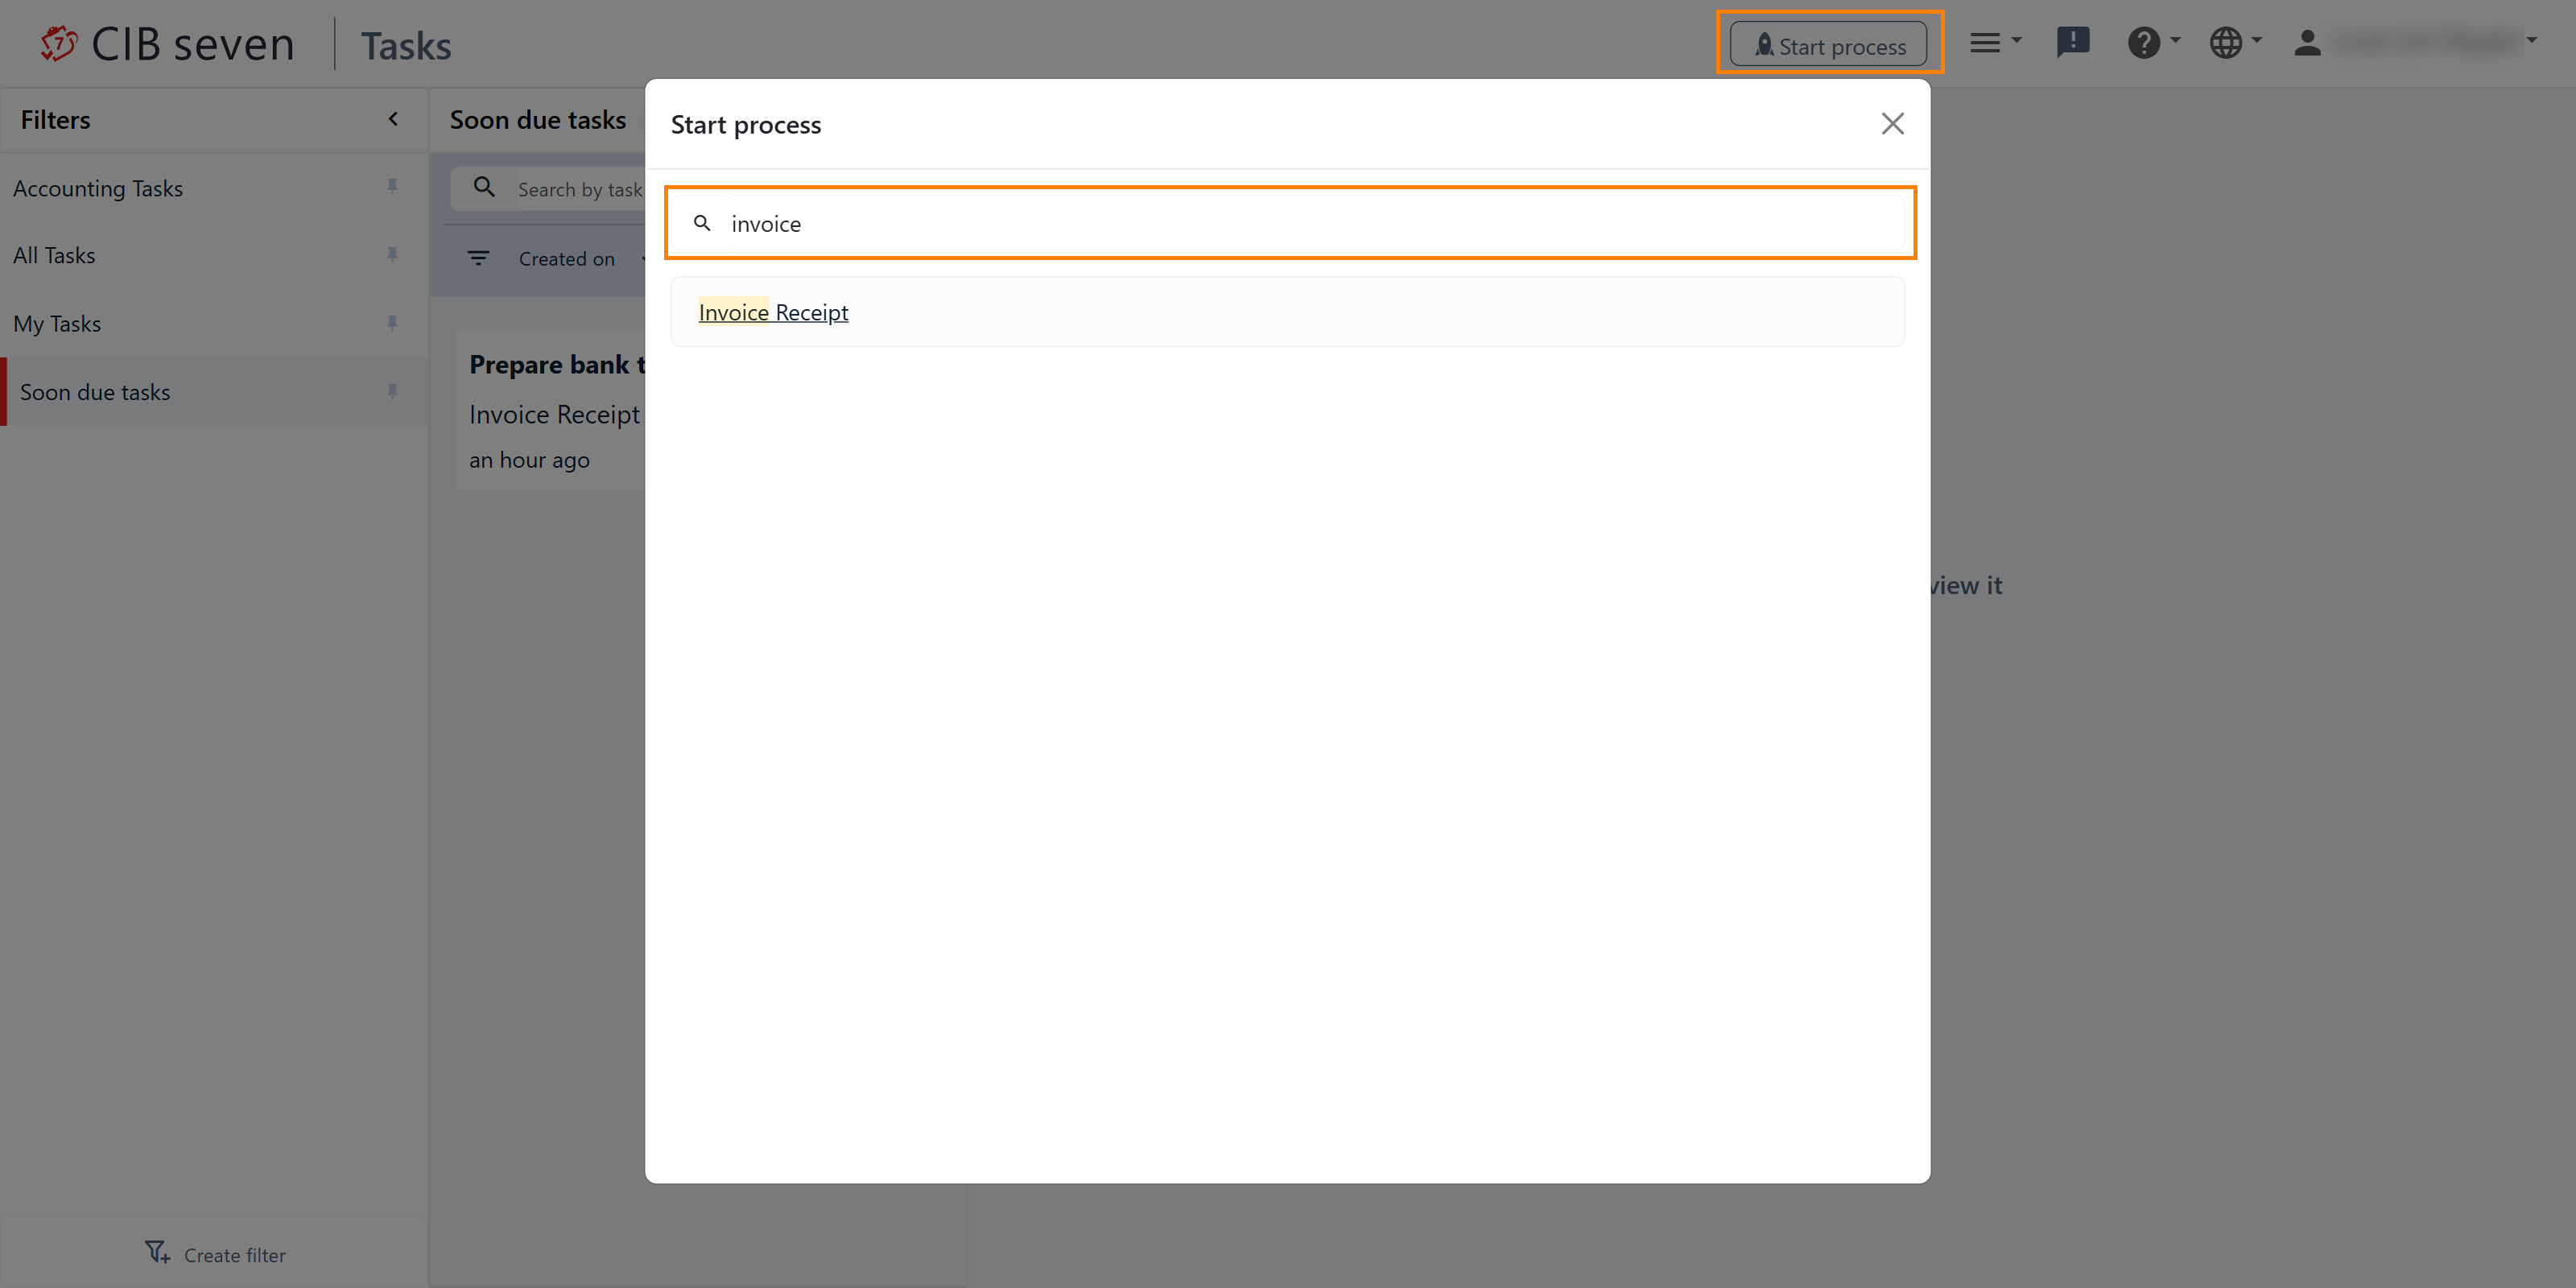 CIB seven
Tasks
Start process
Filters
Accounting Tasks
All Tasks
My Tasks
Soon due tasks
Create filter
Soon due tasks
Search by task
Created on
Prepare bank t
Invoice Receipt
an hour ago
Start process
invoice
Invoice Receipt
view it